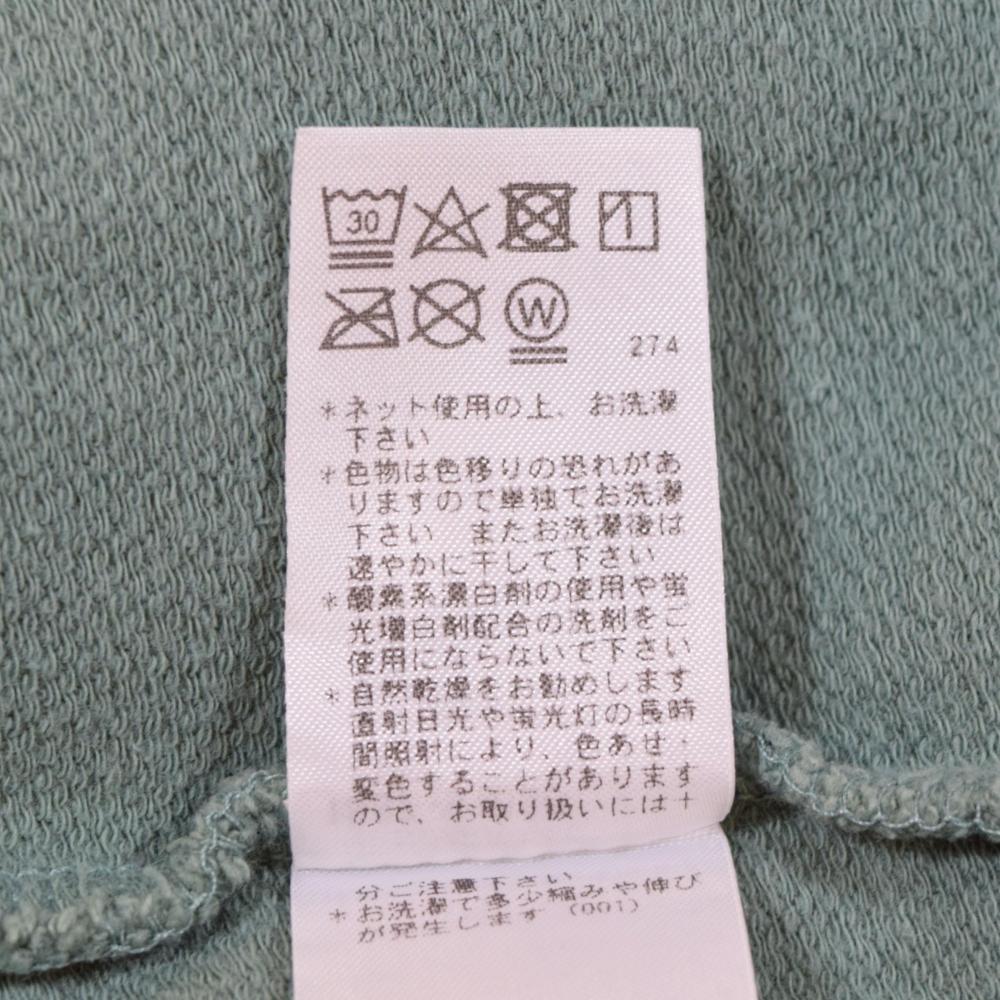 30
W
274
*ネット使用の上、お洗濯
下さい
*色物は色移りの恐れがあ
りますので単独でお洗濯
下さい　またお洗濯後は
速やかに干して下さい
*酸素系漂白剤の使用や蛍
光増白剤配合の洗剤をご
使用にならないで下さい
*自然乾燥をお勧めします
直射日光や蛍光灯の長時
間照射により、色あせ・
変色することがあります
ので、お取り扱いには十
分ご注意下さい
*お洗濯で多少縮みや伸び
が発生します (001)